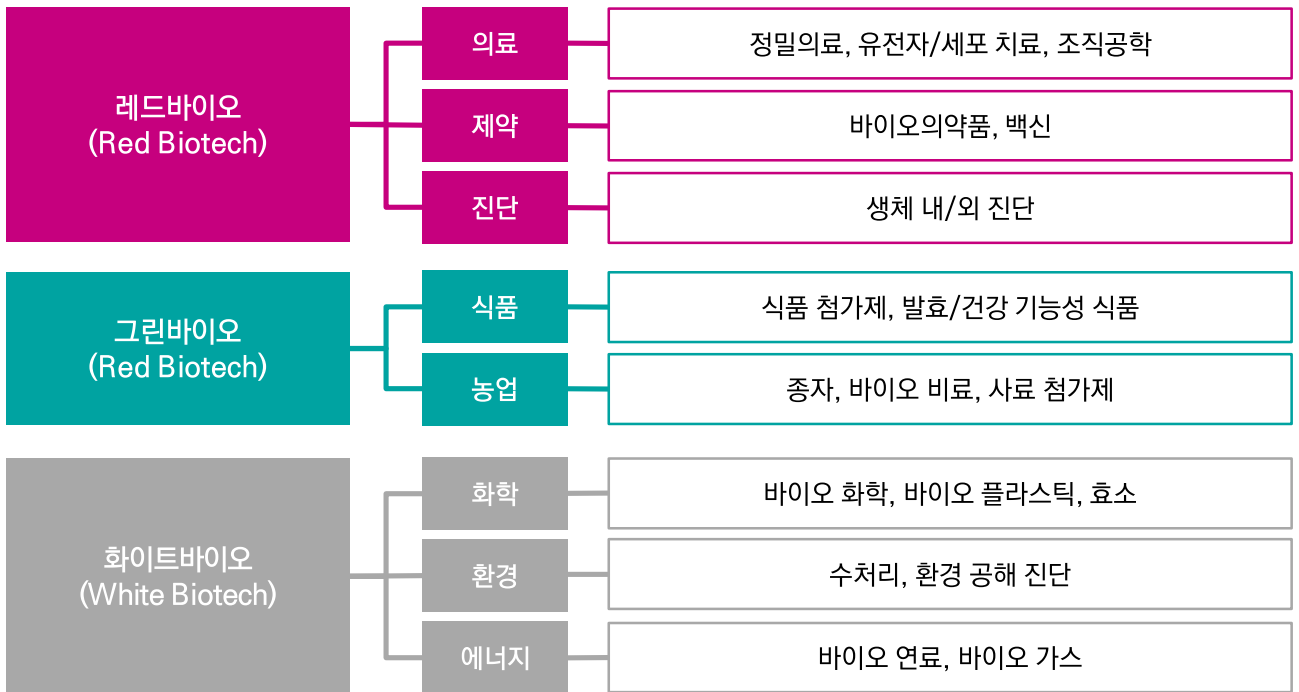 레드바이오
(Red Biotech)
의료
정밀의료, 유전자/세포 치료, 조직공학
제약
바이오의약품, 백신
진단
생체 내/외 진단
그린바이오
(Red Biotech)
식품
식품 첨가제, 발효/건강 기능성 식품
농업
종자, 바이오 비료, 사료 첨가제
화이트바이오
(White Biotech)
화학
바이오 화학, 바이오 플라스틱, 효소
환경
수처리, 환경 공해 진단
에너지
바이오 연료, 바이오 가스